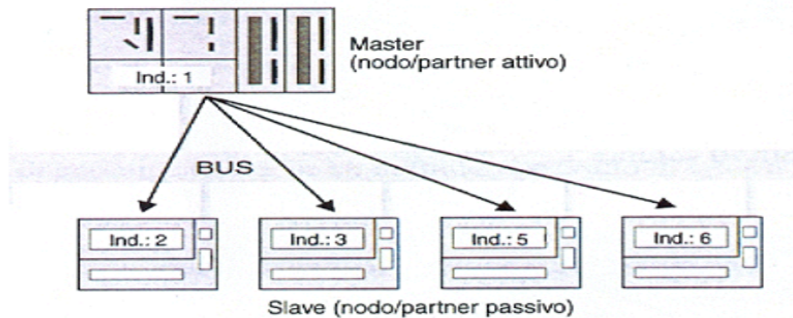 Master
(nodo/partner attivo)
Ind.: 1
BUS
Ind.: 2
Ind.: 3
Ind.: 5
Ind.: 6
Slave (nodo/partner passivo)